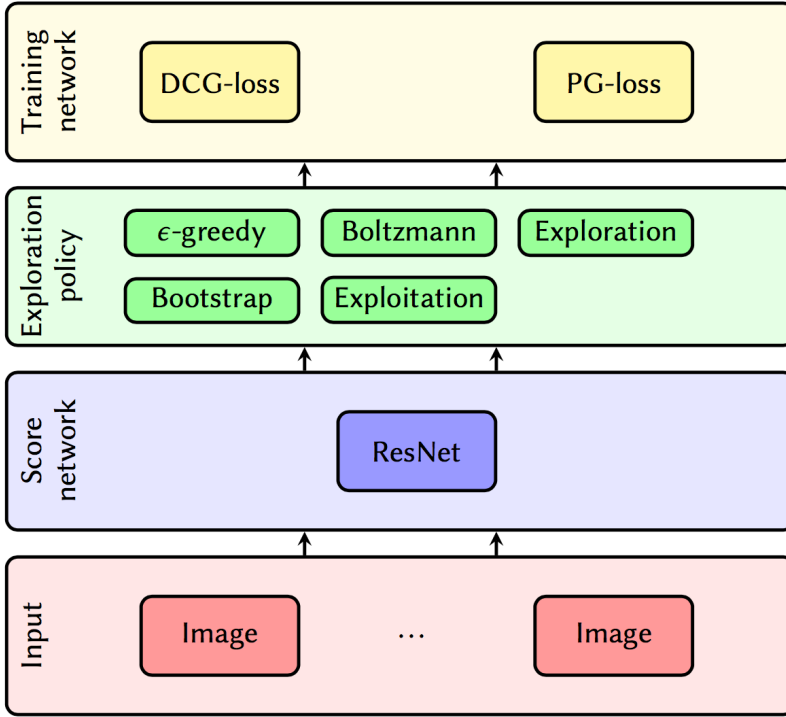 Training network
DCG-loss
PG-loss
Exploration policy
ϵ-greedy
Boltzmann
Exploration
Bootstrap
Exploitation
Score network
ResNet
Input
Image
...
Image